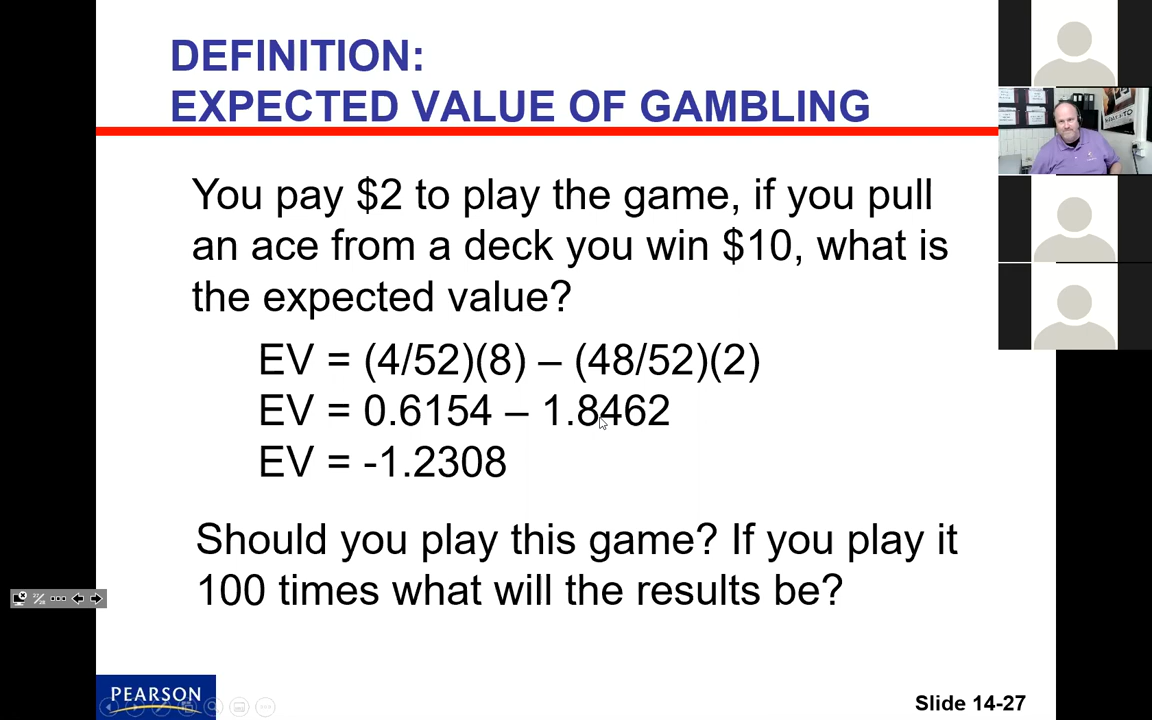 DEFINITION:
EXPECTED VALUE OF GAMBLING
You pay $2 to play the game, if you pull
an ace from a deck you win $10, what is
the expected value?
EV = (4/52)(8) – (48/52)(2)
EV = 0.6154 – 1.8462
EV = -1.2308
Should you play this game? If you play it
100 times what will the results be?
PEARSON
Slide 14-27